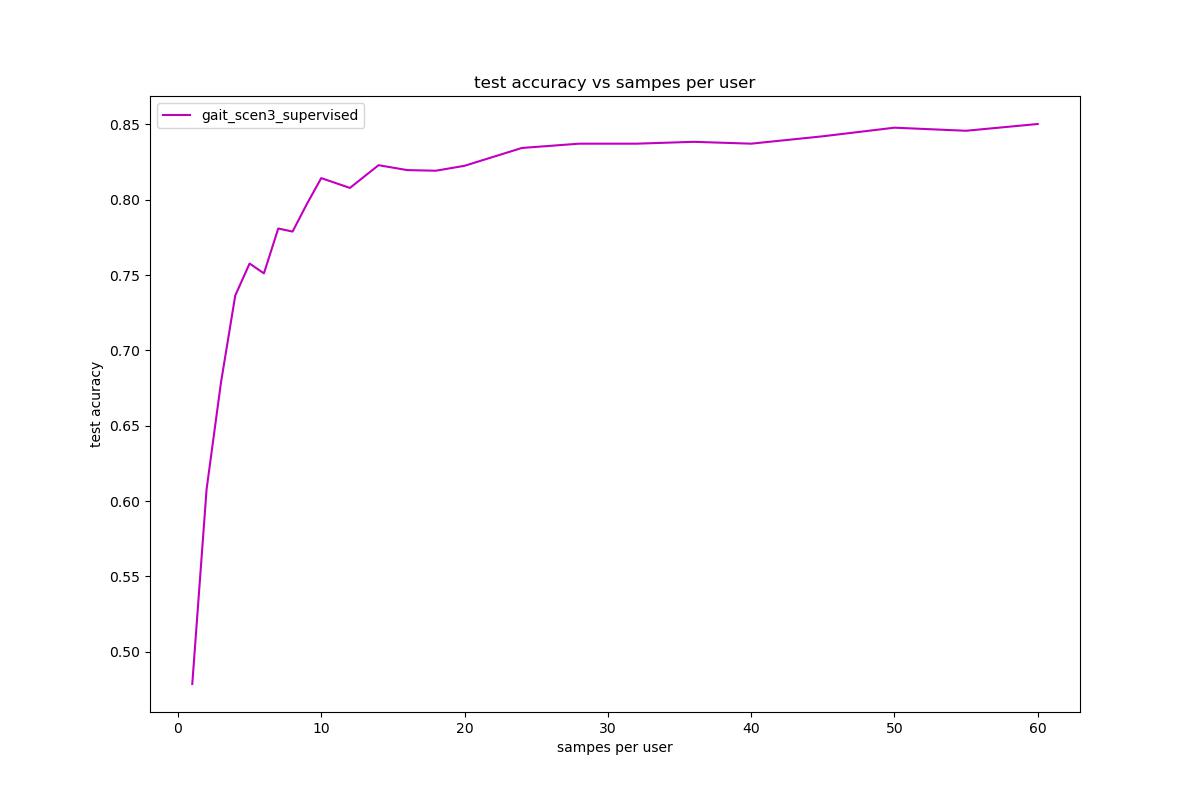 test accuracy vs sampes per user
gait_scen3_supervised
0.85
0.80
0.75
0.70
0.65
0.60
0.55
0.50
test acuracy
0 10 20 30 40 50 60
sampes per user